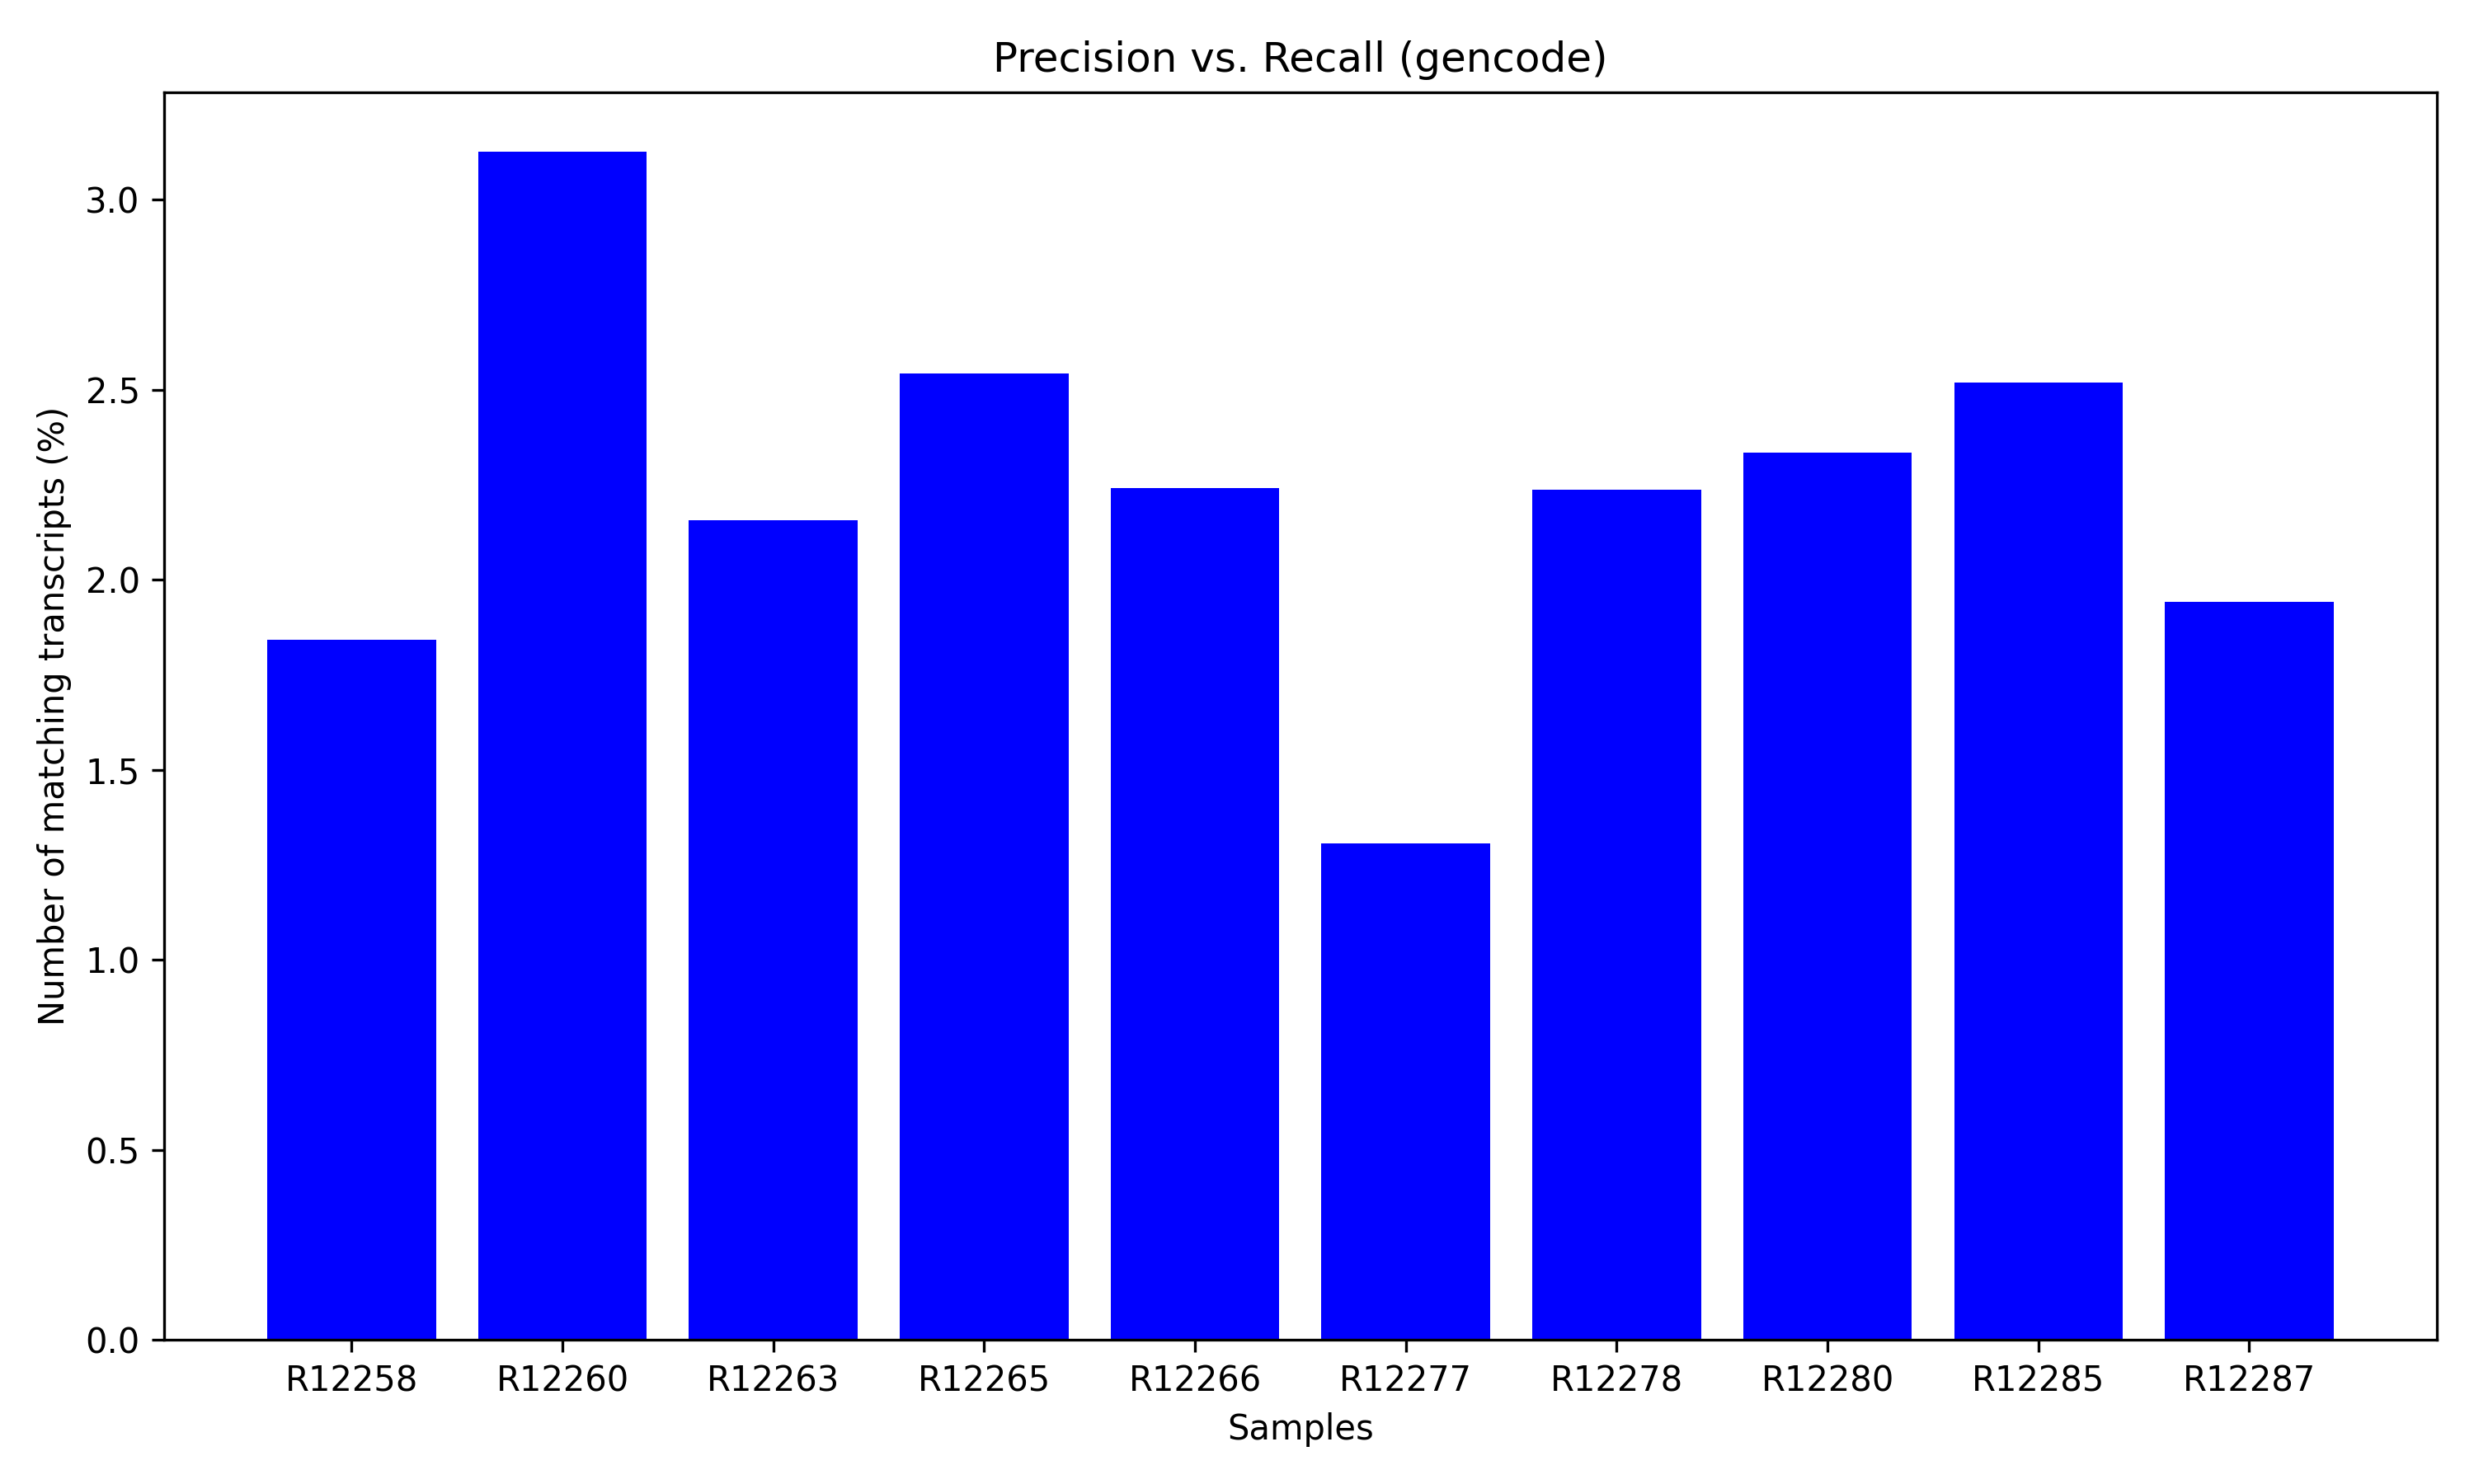 Precision vs. Recall (gencode)
Number of matching transcripts (%)
3.0
2.5
2.0
1.5
1.0
0.5
0.0
R12258 R12260 R12263 R12265 R12266 R12277 R12278 R12280 R12285 R12287
Samples